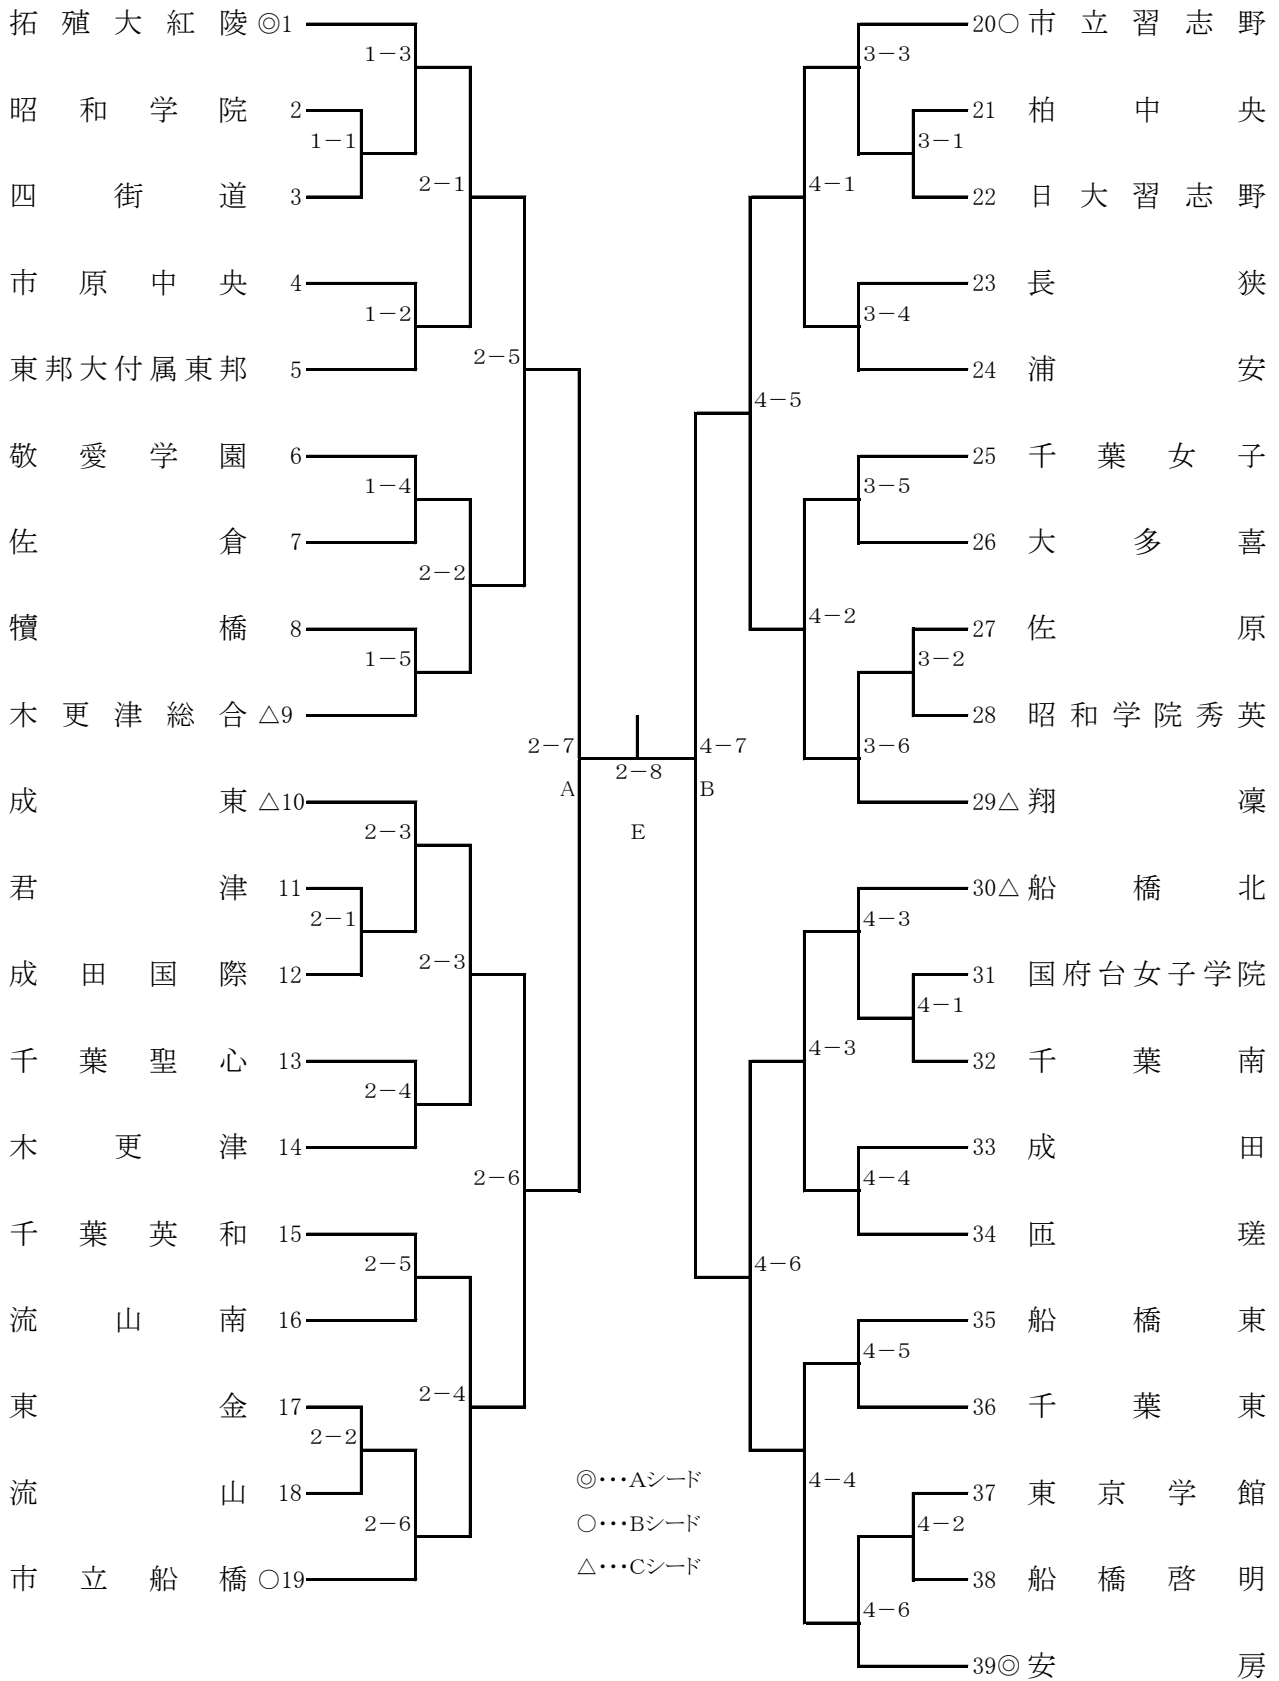 拓殖大紅陵 ◎1
1-3
昭和学院 2
1-1
四街道 3
2-1
市原中央 4
1-2
東邦大付属東邦 5
2-5
敬愛学園 6
1-4
佐倉 7
2-2
犢橋 8
1-5
木更津総合 △9
2-7
A
成東 △10
2-3
君津 11
2-1
成田国際 12
2-3
千葉聖心 13
2-4
木更津 14
2-6
千葉英和 15
2-5
流山南 16
2-4
東金 17
2-2
流山 18
2-6
市立船橋 ○19
2-8
E
◎・・・Aシード
○・・・Bシード
△・・・Cシード
20○ 市立習志野
3-3
21 柏中央
3-1
22 日大習志野
4-1
23 長狭
3-4
24 浦安
4-5
25 千葉女子
3-5
26 大多喜
4-2
27 佐原
3-2
28 昭和学院秀英
3-6
4-7
B
29△ 翔凜
30△ 船橋北
4-3
31 国府台女子学院
4-1
32 千葉南
4-3
33 成田
4-4
34 匝瑳
4-6
35 船橋東
4-5
36 千葉東
4-4
37 東京学館
4-2
38 船橋啓明
4-6
39◎ 安房